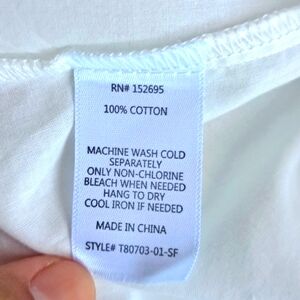 RN# 152695
100% COTTON
MACHINE WASH COLD
SEPARATELY
ONLY NON-CHLORINE
BLEACH WHEN NEEDED
HANG TO DRY
COOL IRON IF NEEDED
MADE IN CHINA
STYLE# T80703-01-SF